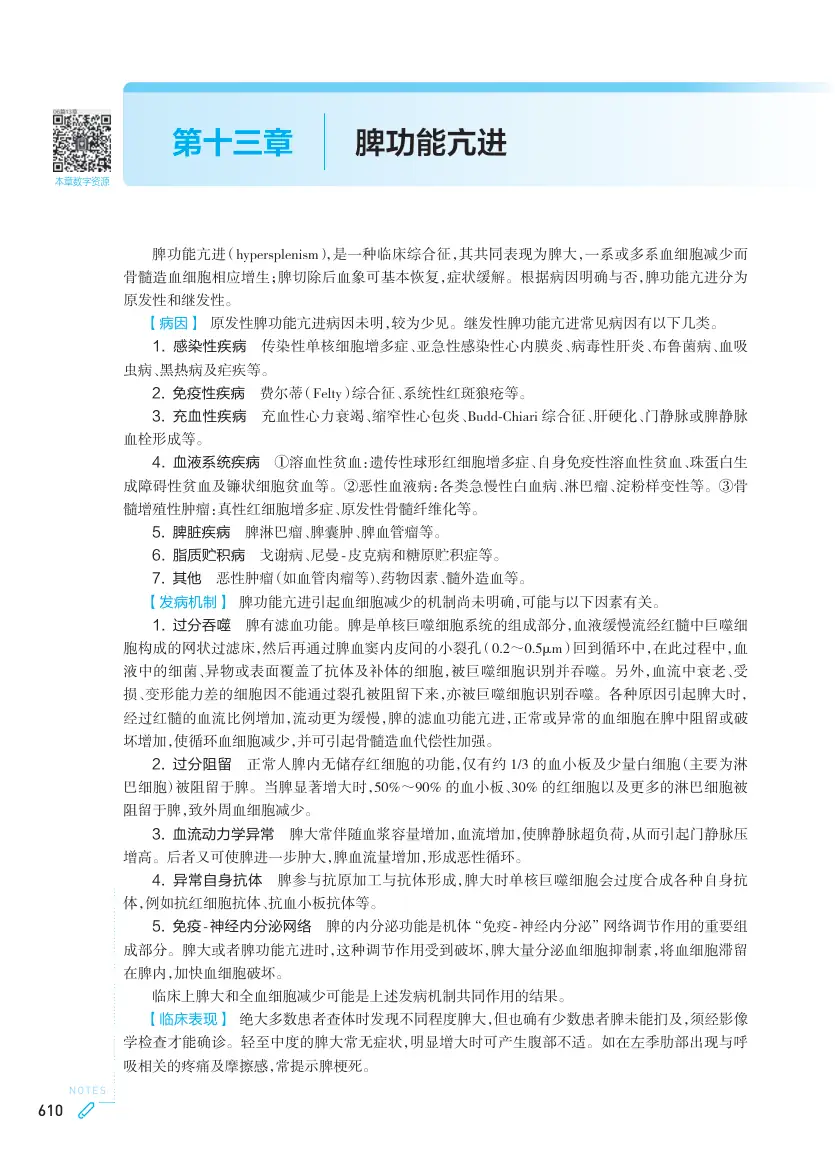 第十三章
脾功能亢进
本章数字资源
脾功能亢进（hypersplenism），是一种临床综合征，其共同表现为脾大，一系或多系血细胞减少而
骨髓造血细胞相应增生；脾切除后血象可基本恢复，症状缓解。根据病因明确与否，脾功能亢进分为
原发性和继发性。
【病因】 原发性脾功能亢进病因未明，较为少见。继发性脾功能亢进常见病因有以下几类。
1. 感染性疾病 传染性单核细胞增多症、亚急性感染性心内膜炎、病毒性肝炎、布鲁菌病、血吸
虫病、黑热病及疟疾等。
2. 免疫性疾病 费尔蒂（Felty）综合征、系统性红斑狼疮等。
3. 充血性疾病 充血性心力衰竭、缩窄性心包炎、Budd-Chiari 综合征、肝硬化、门静脉或脾静脉
血栓形成等。
4. 血液系统疾病 ①溶血性贫血：遗传性球形红细胞增多症、自身免疫性溶血性贫血、珠蛋白生
成障碍性贫血及镰状细胞贫血等。②恶性血液病：各类急慢性白血病、淋巴瘤、淀粉样变性等。③骨
髓增殖性肿瘤：真性红细胞增多症、原发性骨髓纤维化等。
5. 脾脏疾病 脾淋巴瘤、脾囊肿、脾血管瘤等。
6. 脂质贮积病 戈谢病、尼曼-皮克病和糖原贮积症等。
7. 其他 恶性肿瘤（如血管肉瘤等）、药物因素、髓外造血等。
【发病机制】 脾功能亢进引起血细胞减少的机制尚未明确，可能与以下因素有关。
1. 过分吞噬 脾有滤血功能。脾是单核巨噬细胞系统的组成部分，血液缓慢流经红髓中巨噬细
胞构成的网状过滤床，然后再通过脾血窦内皮间的小裂孔（0.2～0.5μm）回到循环中，在此过程中，血
液中的细菌、异物或表面覆盖了抗体及补体的细胞，被巨噬细胞识别并吞噬。另外，血流中衰老、受
损、变形能力差的细胞因不能通过裂孔被阻留下来，亦被巨噬细胞识别吞噬。各种原因引起脾大时，
经过红髓的血流比例增加，流动更为缓慢，脾的滤血功能亢进，正常或异常的血细胞在脾中阻留或破
坏增加，使循环血细胞减少，并可引起骨髓造血代偿性加强。
2. 过分阻留 正常人脾内无储存红细胞的功能，仅有约 1/3 的血小板及少量白细胞（主要为淋
巴细胞）被阻留于脾。当脾显著增大时，50%～90% 的血小板、30% 的红细胞以及更多的淋巴细胞被
阻留于脾，致外周血细胞减少。
3. 血流动力学异常 脾大常伴随血浆容量增加，血流增加，使脾静脉超负荷，从而引起门静脉压
增高。后者又可使脾进一步肿大，脾血流量增加，形成恶性循环。
4. 异常自身抗体 脾参与抗原加工与抗体形成，脾大时单核巨噬细胞会过度合成各种自身抗
体，例如抗红细胞抗体、抗血小板抗体等。
5. 免疫-神经内分泌网络 脾的内分泌功能是机体“免疫-神经内分泌”网络调节作用的重要组
成部分。脾大或者脾功能亢进时，这种调节作用受到破坏，脾大量分泌血细胞抑制素，将血细胞滞留
在脾内，加快血细胞破坏。
临床上脾大和全血细胞减少可能是上述发病机制共同作用的结果。
【临床表现】 绝大多数患者查体时发现不同程度脾大，但也确有少数患者脾未能扪及，须经影像
学检查才能确诊。轻至中度的脾大常无症状，明显增大时可产生腹部不适。如在左季肋部出现与呼
吸相关的疼痛及摩擦感，常提示脾梗死。
NOTES
610